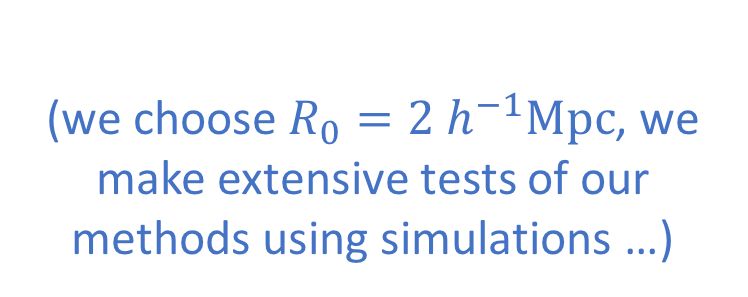 (we choose R₀ = 2 h⁻¹Mpc, we
make extensive tests of our
methods using simulations …)